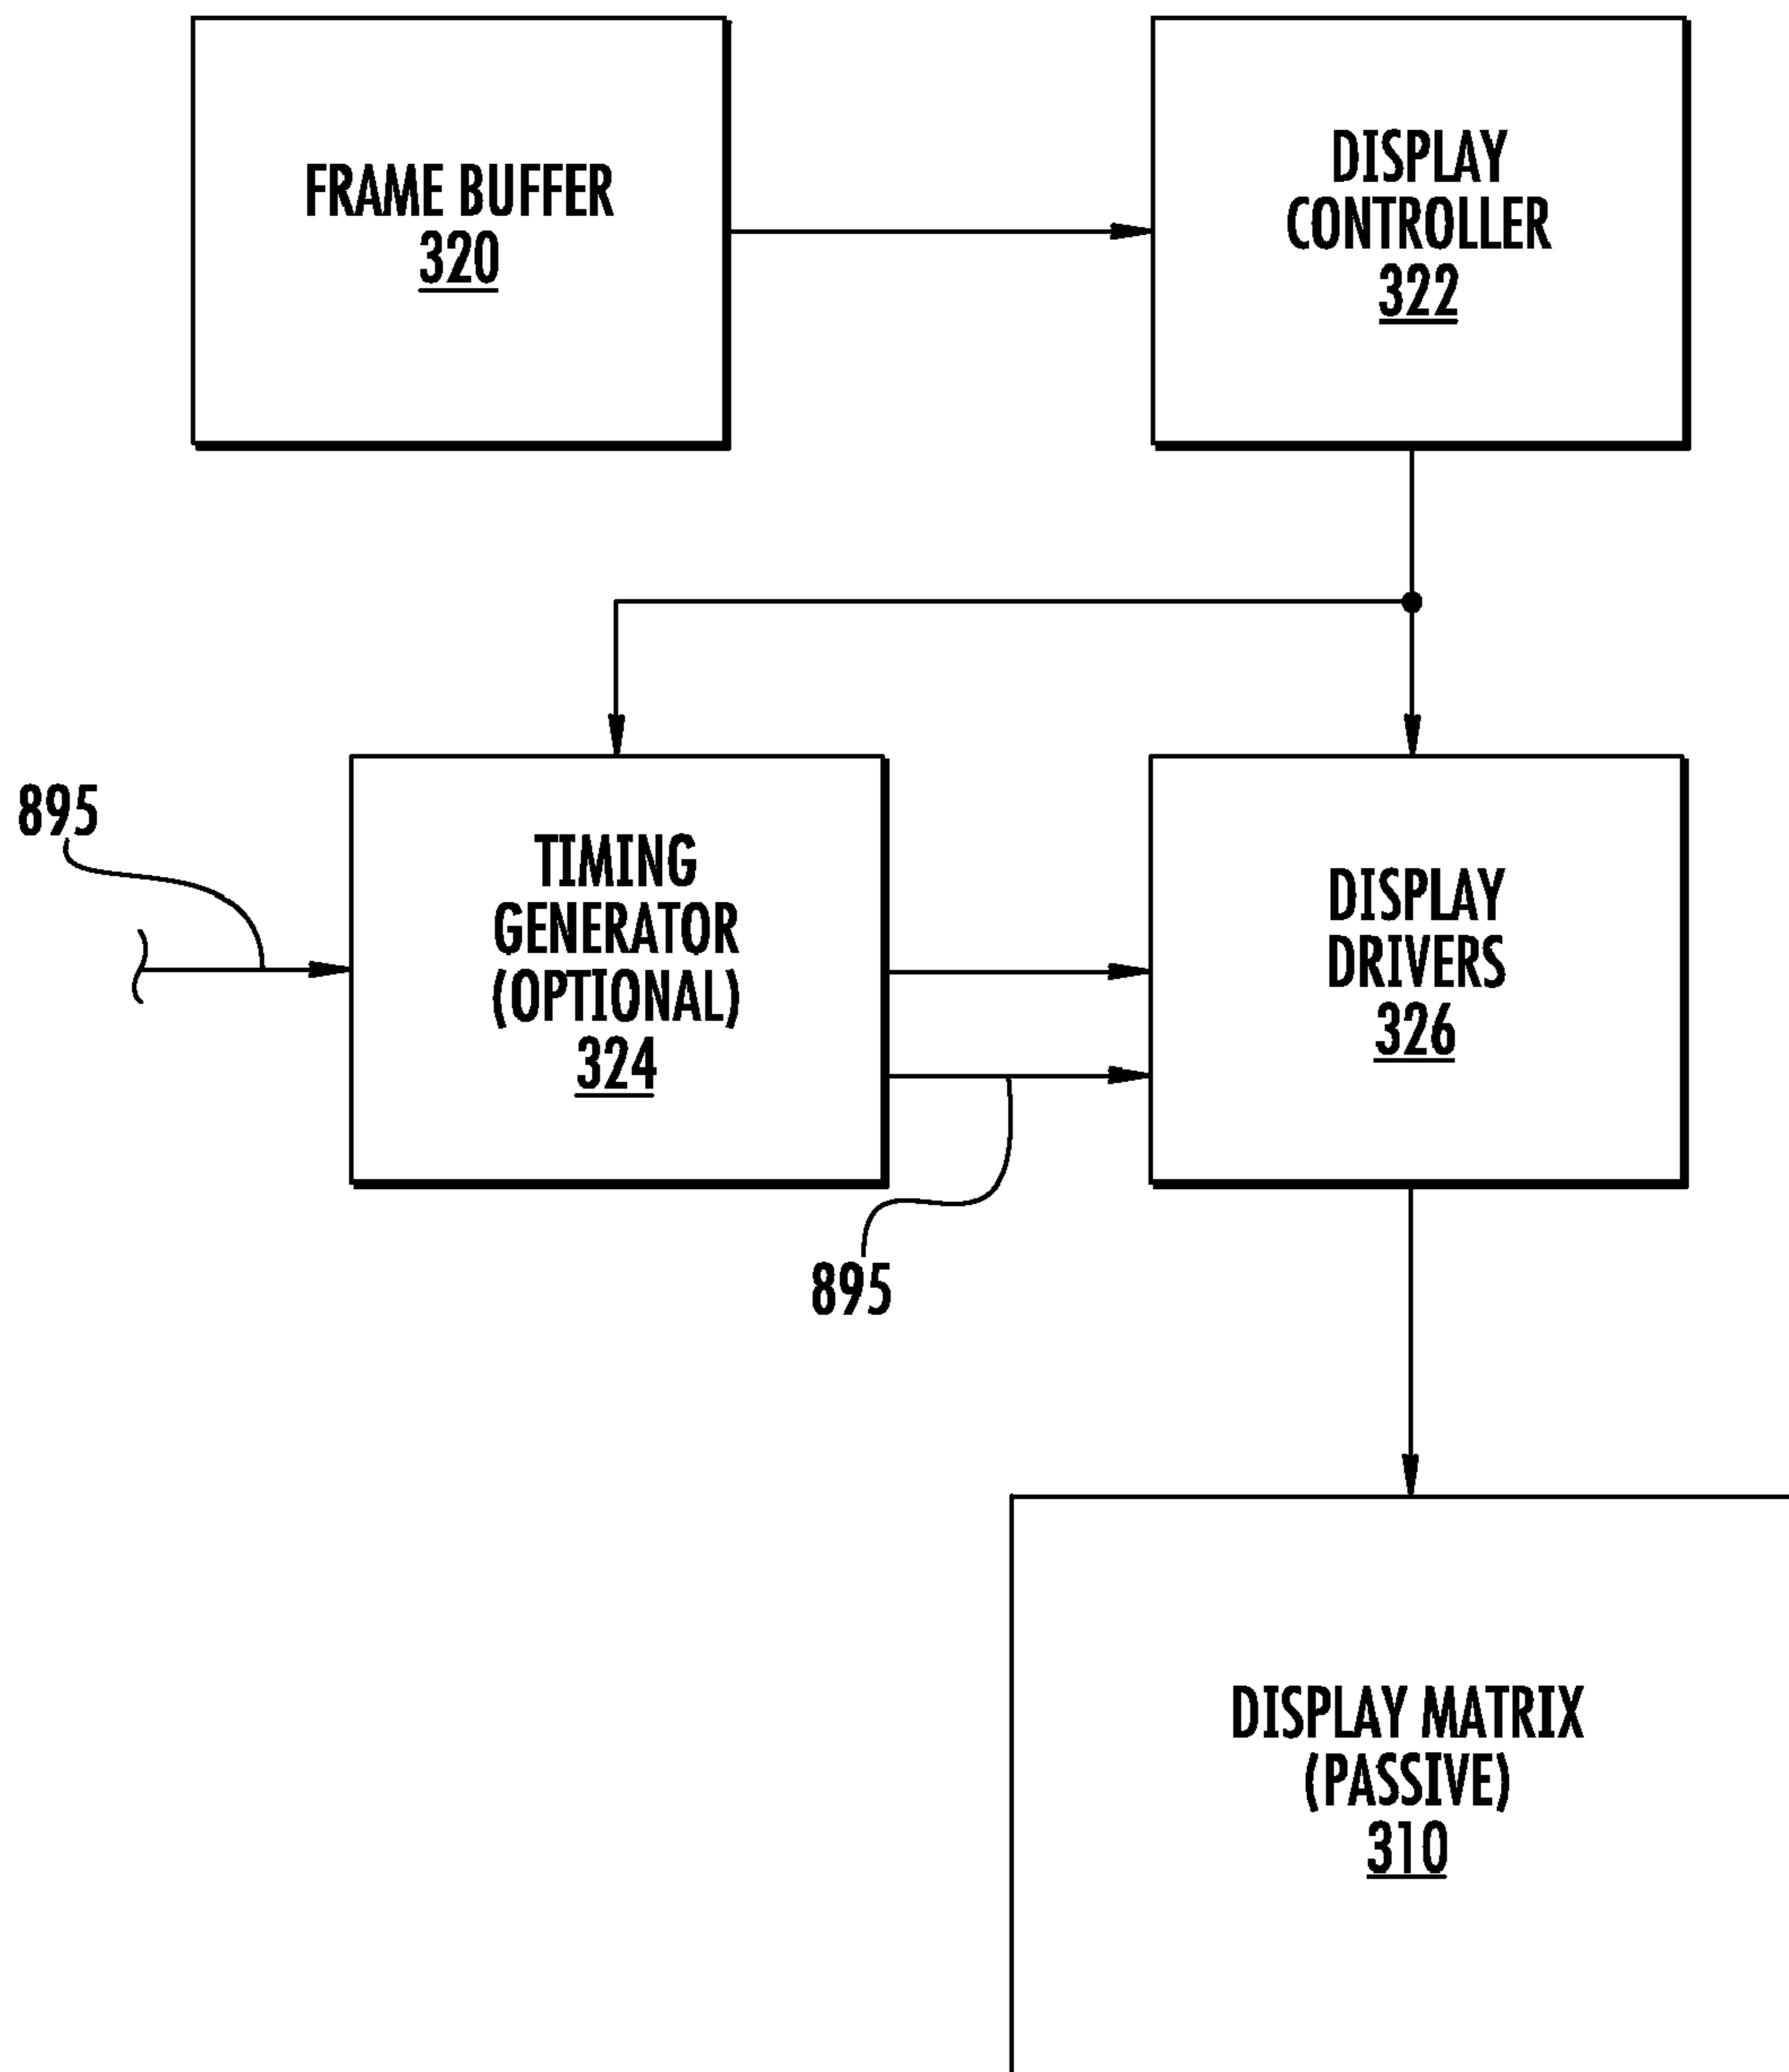 FRAME BUFFER
320
DISPLAY
CONTROLLER
322
895
TIMING
GENERATOR
(OPTIONAL)
324
DISPLAY
DRIVERS
326
895
DISPLAY MATRIX
(PASSIVE)
310